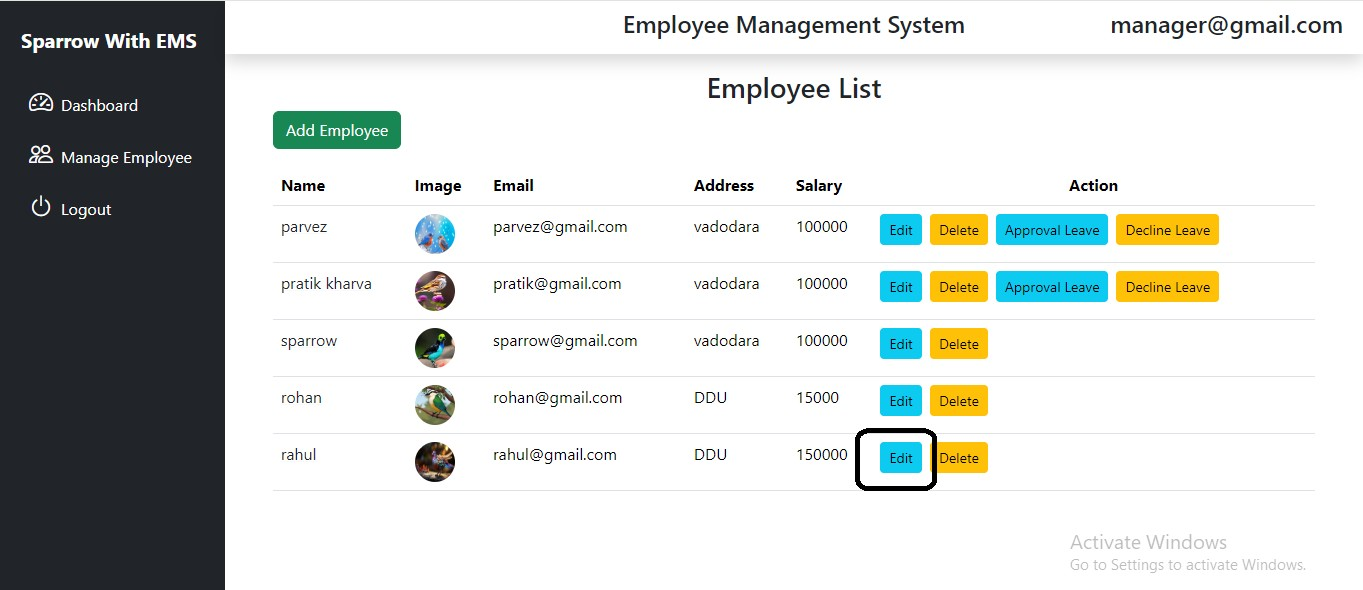 Sparrow With EMS
Dashboard
Manage Employee
Logout
Employee Management System manager@gmail.com
Employee List
Add Employee
Name Image Email Address Salary Action
parvez parvez@gmail.com vadodara 100000 Edit Delete Approval Leave Decline Leave
pratik kharva pratik@gmail.com vadodara 100000 Edit Delete Approval Leave Decline Leave
sparrow sparrow@gmail.com vadodara 100000 Edit Delete
rohan rohan@gmail.com DDU 15000 Edit Delete
rahul rahul@gmail.com DDU 150000 Edit Delete
Activate Windows
Go to Settings to activate Windows.